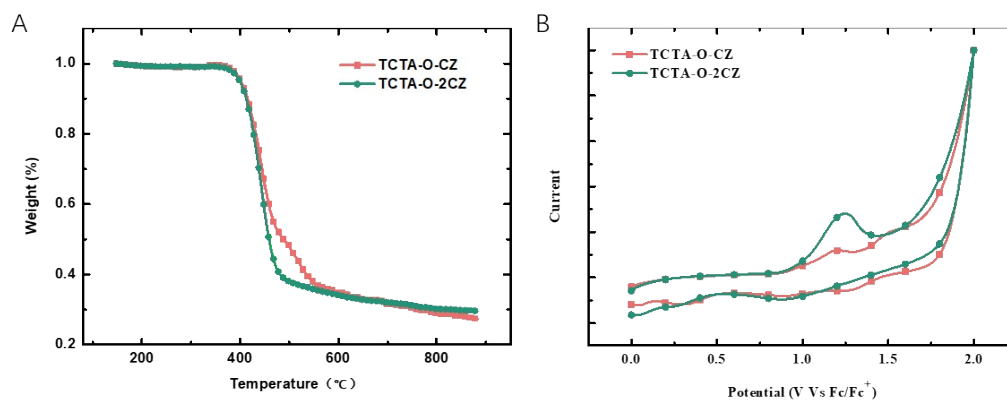 A
B
TCTA-O-CZ
TCTA-O-2CZ
TCTA-O-CZ
TCTA-O-2CZ
1.0
0.8
0.6
0.4
0.2
Weight (%)
200
400
600
800
Temperature（℃）
Current
0.0
0.5
1.0
1.5
2.0
Potential (V Vs Fc/Fc⁺)